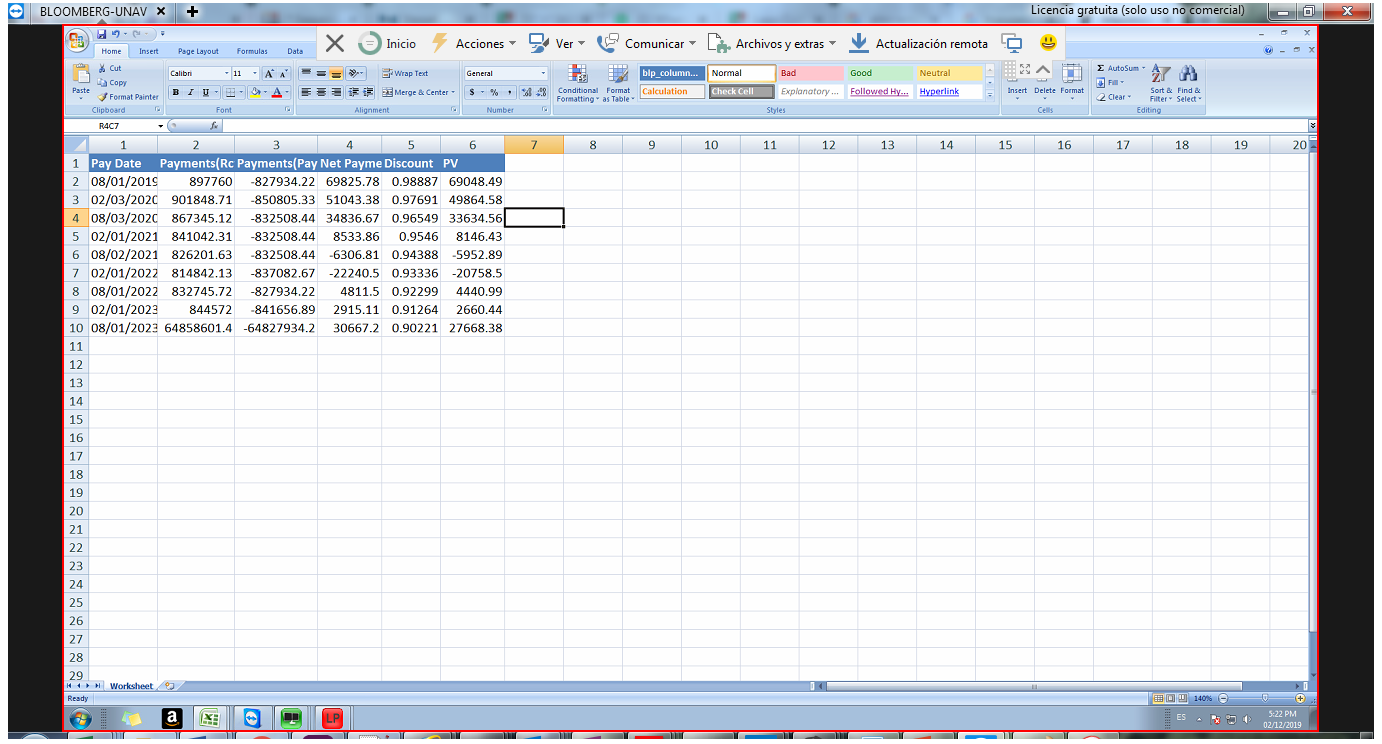 BLOOMBERG-UNAV
Licencia gratuita (solo uso no comercial)
Home Insert Page Layout Formulas Data
Inicio Acciones Ver Comunicar Archivos y extras Actualización remota
Paste Cut Copy Format Painter
Clipboard
Calibri 11
B I U
Font
Wrap Text
Merge & Center
Alignment
General
$ % ,
Number
Conditional Formatting as Table
Format
blp_column... Normal Bad Good Neutral
Calculation Check Cell Explanatory ... Followed Hy... Hyperlink
Styles
Insert Delete Format
Cells
Σ AutoSum
Fill
Clear
Sort & Filter
Find & Select
Editing
R4C7 fx
1 2 3 4 5 6 7 8 9 10 11 12 13 14 15 16 17 18 19 20
1 Pay Date Payments(Rc Payments(Pay Net Payme Discount PV
2 08/01/2019 897760 -827934.22 69825.78 0.98887 69048.49
3 02/03/2020 901848.71 -850805.33 51043.38 0.97691 49864.58
4 08/03/2020 867345.12 -832508.44 34836.67 0.96549 33634.56
5 02/01/2021 841042.31 -832508.44 8533.86 0.9546 8146.43
6 08/02/2021 826201.63 -832508.44 -6306.81 0.94388 -5952.89
7 02/01/2022 814842.13 -837082.67 -22240.5 0.93336 -20758.5
8 08/01/2022 832745.72 -827934.22 4811.5 0.92299 4440.99
9 02/01/2023 844572 -841656.89 2915.11 0.91264 2660.44
10 08/01/2023 64858601.4 -64827934.2 30667.2 0.90221 27668.38
11
12
13
14
15
16
17
18
19
20
21
22
23
24
25
26
27
28
29
Worksheet
Ready 140%
a LP ES 5:22 PM
02/12/2019